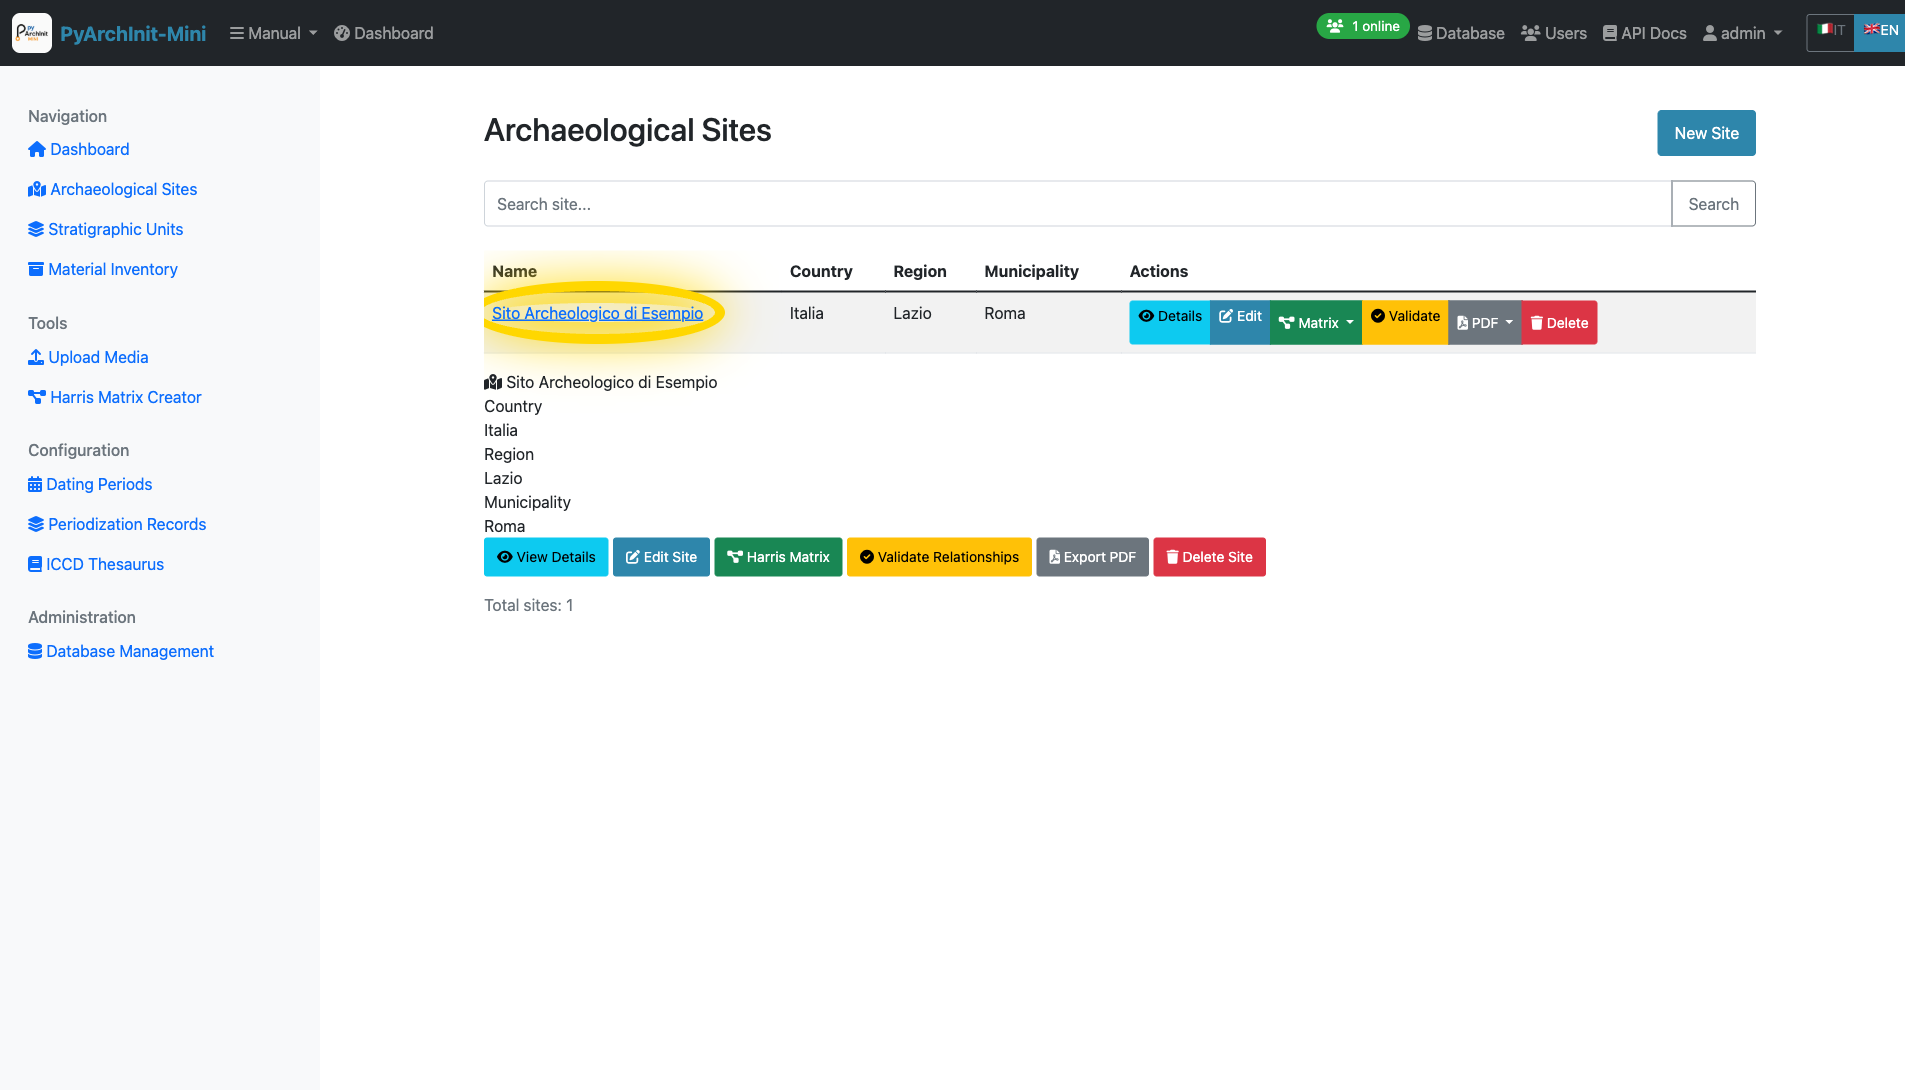 PyArchInit-Mini Manual Dashboard 1 online Database Users API Docs admin IT EN
Navigation
Dashboard
Archaeological Sites
Stratigraphic Units
Material Inventory
Tools
Upload Media
Harris Matrix Creator
Configuration
Dating Periods
Periodization Records
ICCD Thesaurus
Administration
Database Management
Archaeological Sites
New Site
Search site...
Search
Name Country Region Municipality Actions
Sito Archeologico di Esempio Italia Lazio Roma Details Edit Matrix Validate PDF Delete
Sito Archeologico di Esempio
Country
Italia
Region
Lazio
Municipality
Roma
View Details Edit Site Harris Matrix Validate Relationships Export PDF Delete Site
Total sites: 1